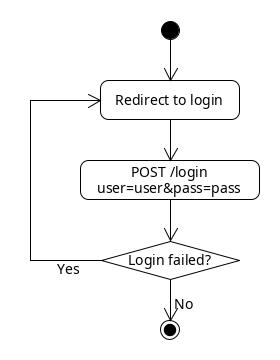 Redirect to login
POST /login
user=user&pass=pass
Login failed?
Yes
No